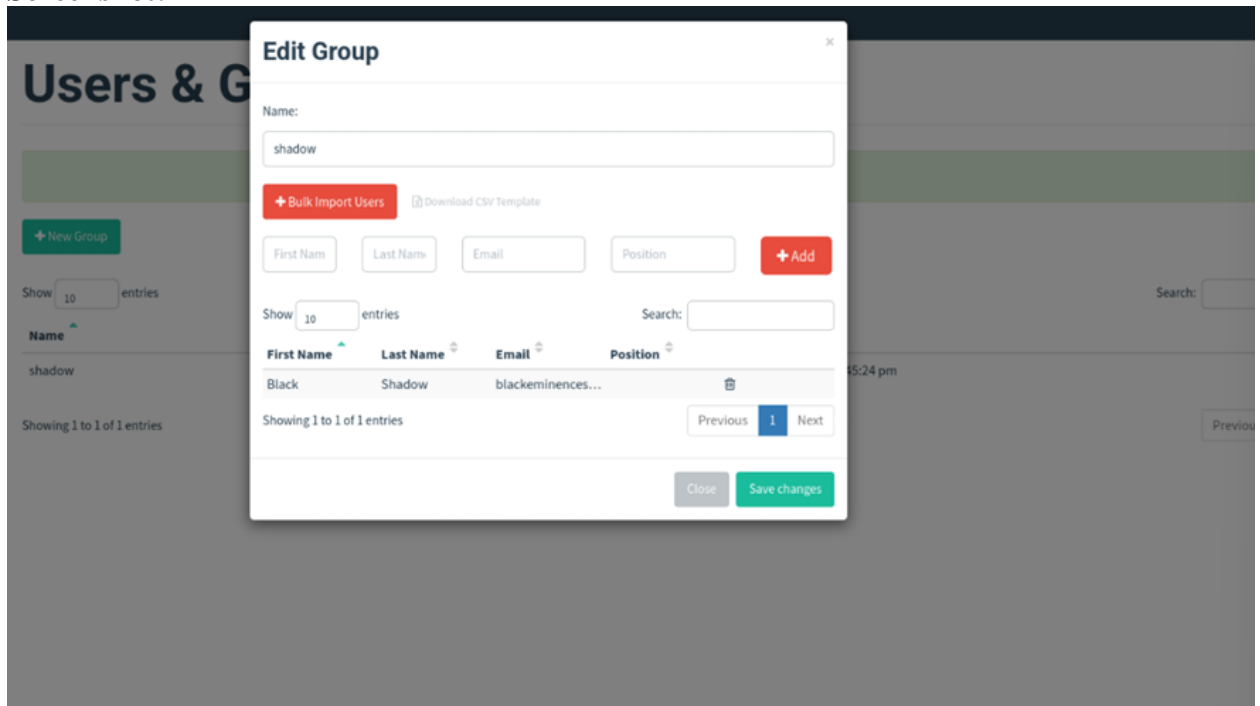 Edit Group
×
Users & G
Name:
shadow
+ Bulk Import Users Download CSV Template
+ New Group
First Nam Last Nam Email Position + Add
Show 10 entries Search:
Show 10 entries Search:
Name
First Name Last Name Email Position
shadow 45:24 pm
Black Shadow blackeminences...
Showing 1 to 1 of 1 entries Previous 1 Next
Showing 1 to 1 of 1 entries Previou
Close Save changes